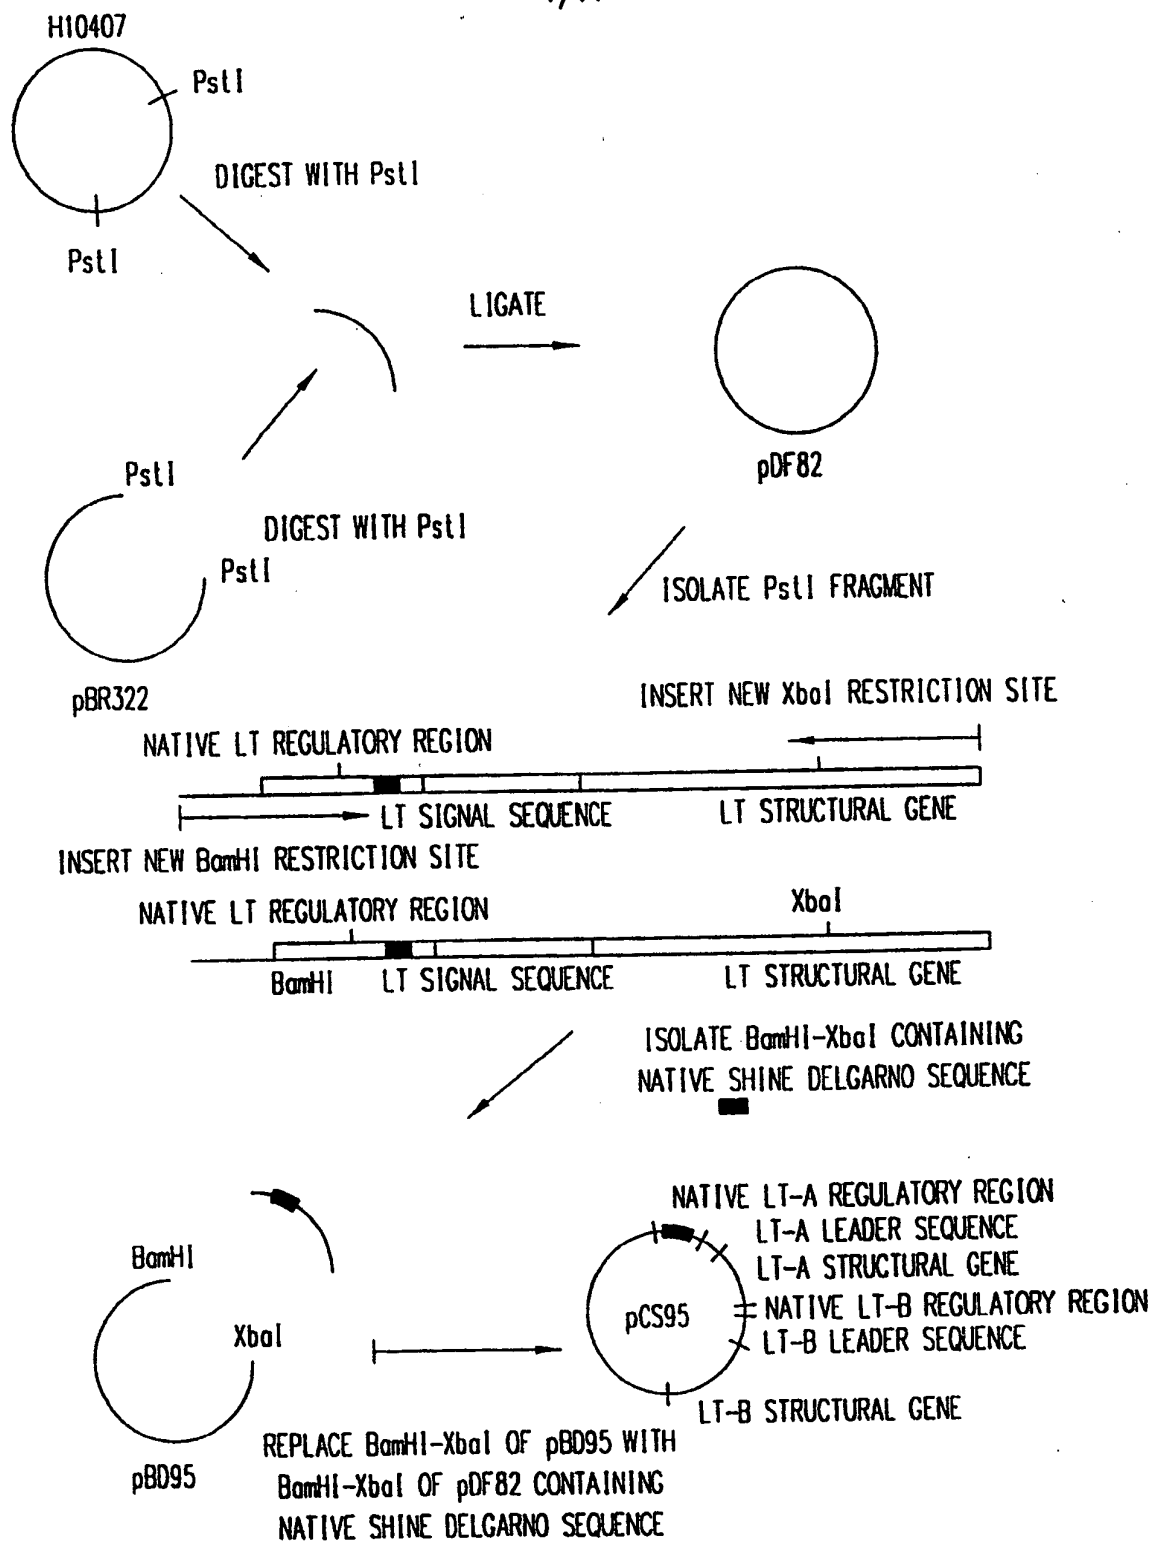 H10407
PstI
DIGEST WITH PstI
PstI
LIGATE
pDF82
PstI
DIGEST WITH PstI
PstI
pBR322
ISOLATE PstI FRAGMENT
INSERT NEW XbaI RESTRICTION SITE
NATIVE LT REGULATORY REGION
LT SIGNAL SEQUENCE
LT STRUCTURAL GENE
INSERT NEW BamHI RESTRICTION SITE
NATIVE LT REGULATORY REGION
XbaI
BamHI
LT SIGNAL SEQUENCE
LT STRUCTURAL GENE
ISOLATE BamHI-XbaI CONTAINING
NATIVE SHINE DELGARNO SEQUENCE
BamHI
XbaI
pBD95
NATIVE LT-A REGULATORY REGION
LT-A LEADER SEQUENCE
LT-A STRUCTURAL GENE
pCS95
NATIVE LT-B REGULATORY REGION
LT-B LEADER SEQUENCE
LT-B STRUCTURAL GENE
REPLACE BamHI-XbaI OF pBD95 WITH
BamHI-XbaI OF pDF82 CONTAINING
NATIVE SHINE DELGARNO SEQUENCE